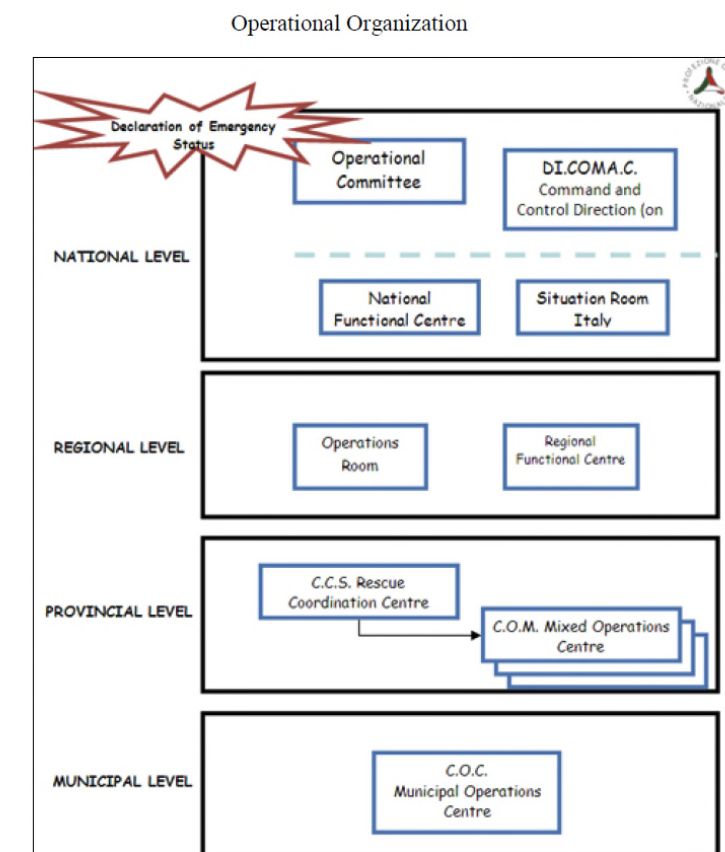 Operational Organization
Declaration of Emergency
Status
Operational
Committee
DI.COMA.C.
Command and
Control Direction (on
NATIONAL LEVEL
National
Functional Centre
Situation Room
Italy
REGIONAL LEVEL
Operations
Room
Regional
Functional Centre
C.C.S. Rescue
Coordination Centre
PROVINCIAL LEVEL
C.O.M. Mixed Operations
Centre
MUNICIPAL LEVEL
C.O.C.
Municipal Operations
Centre